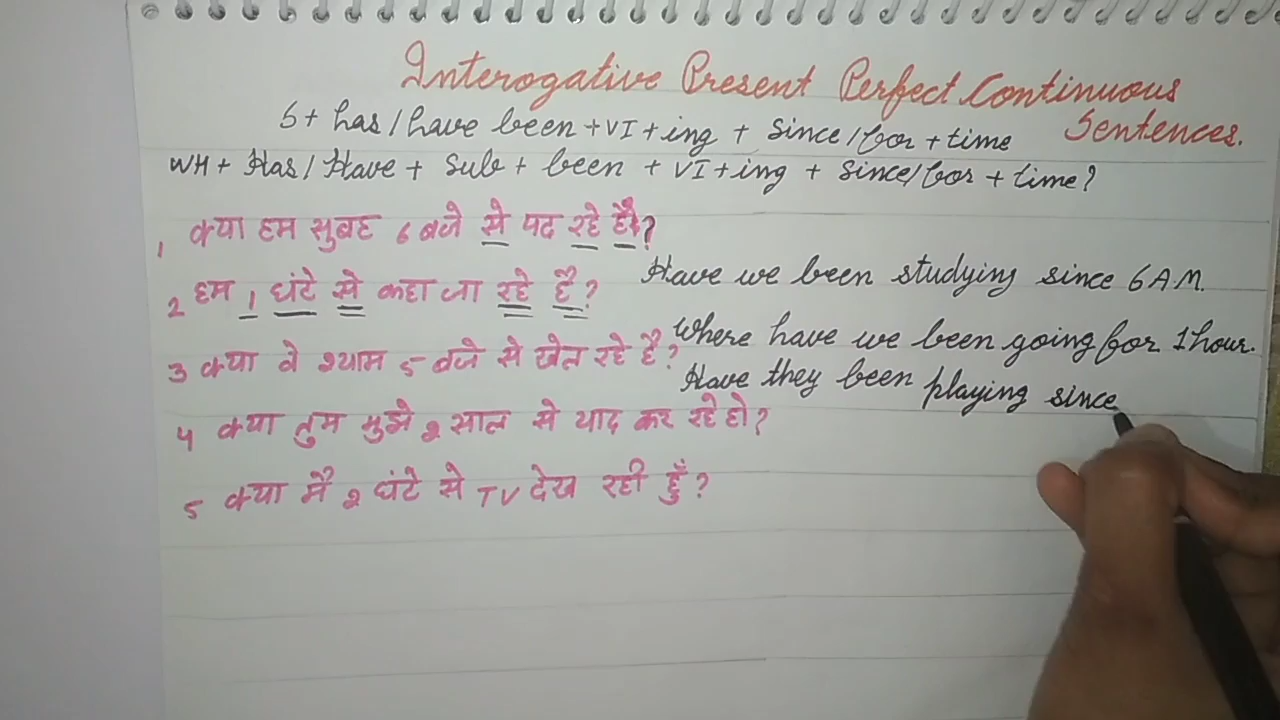 Interogative Present Perfect Continuous
Sentences.
S + has / have been + VI + ing + Since / for + time
WH + Has / Have + Sub + been + VI + ing + Since / for + time?
1 क्या हम सुबह 6 बजे से पढ रहे है?
Have we been studying since 6 AM.
2 हम 1 घंटे से कहा जा रहे है?
Where have we been going for 1 hour.
3 क्या वे श्याम 5 बजे से खेल रहे है?
Have they been playing since
4 क्या तुम मुझे 2 साल से याद कर रहे हो?
5 क्या मै 2 घंटे से TV देख रही हुँ?